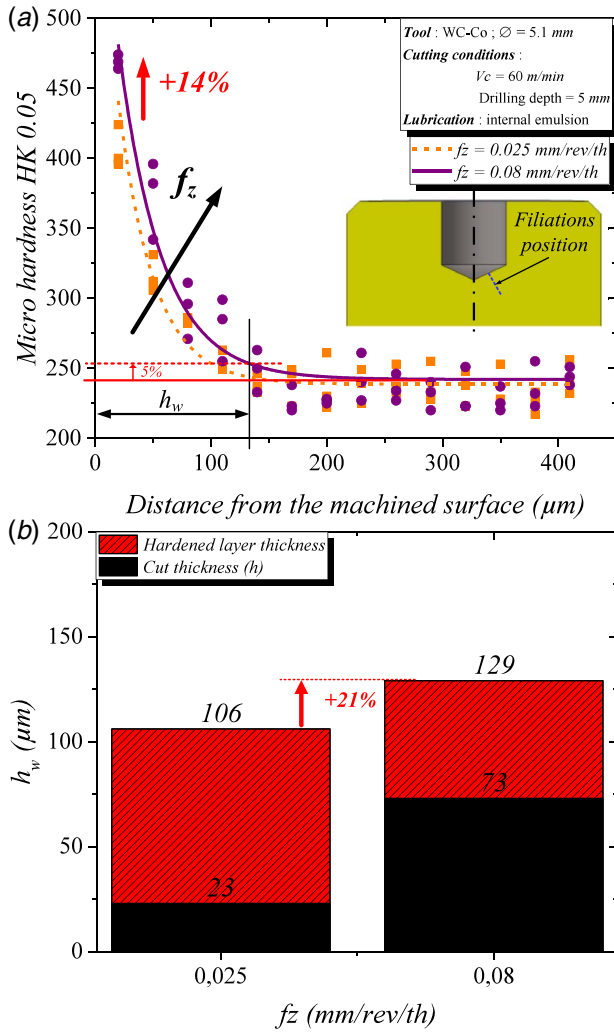 (a)
500
450
400
350
300
250
200
Micro hardness HK 0.05
+14%
Tool : WC-Co ; ∅ = 5.1 mm
Cutting conditions :
Vc = 60 m/min
Drilling depth = 5 mm
Lubrication : internal emulsion
fz = 0.025 mm/rev/th
fz = 0.08 mm/rev/th
f_z
Filiations
position
5%
h_w
0 100 200 300 400
Distance from the machined surface (μm)
(b)
200
150
100
50
0
h_w (μm)
Hardened layer thickness
Cut thickness (h)
129
+21%
106
73
23
0,025 0,08
fz (mm/rev/th)